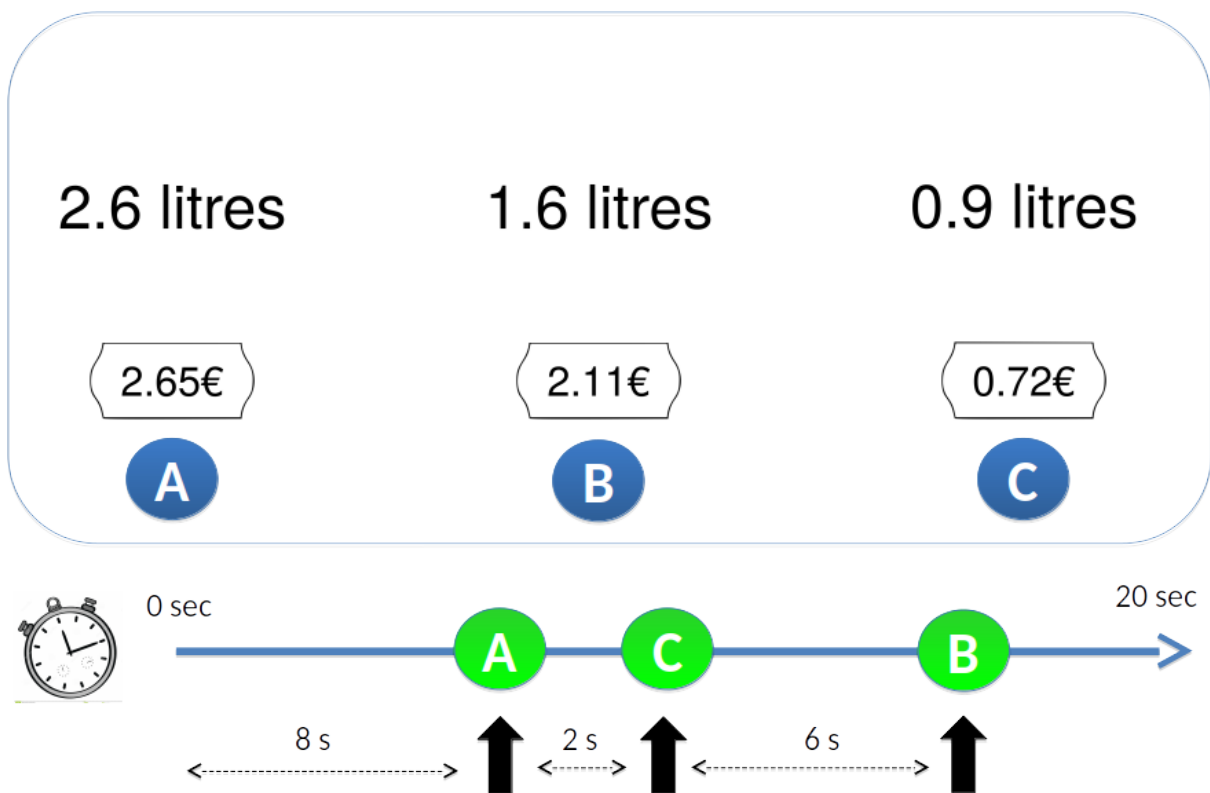 2.6 litres 1.6 litres 0.9 litres
2.65€ 2.11€ 0.72€
A B C
0 sec 20 sec
A C B
8 s 2 s 6 s